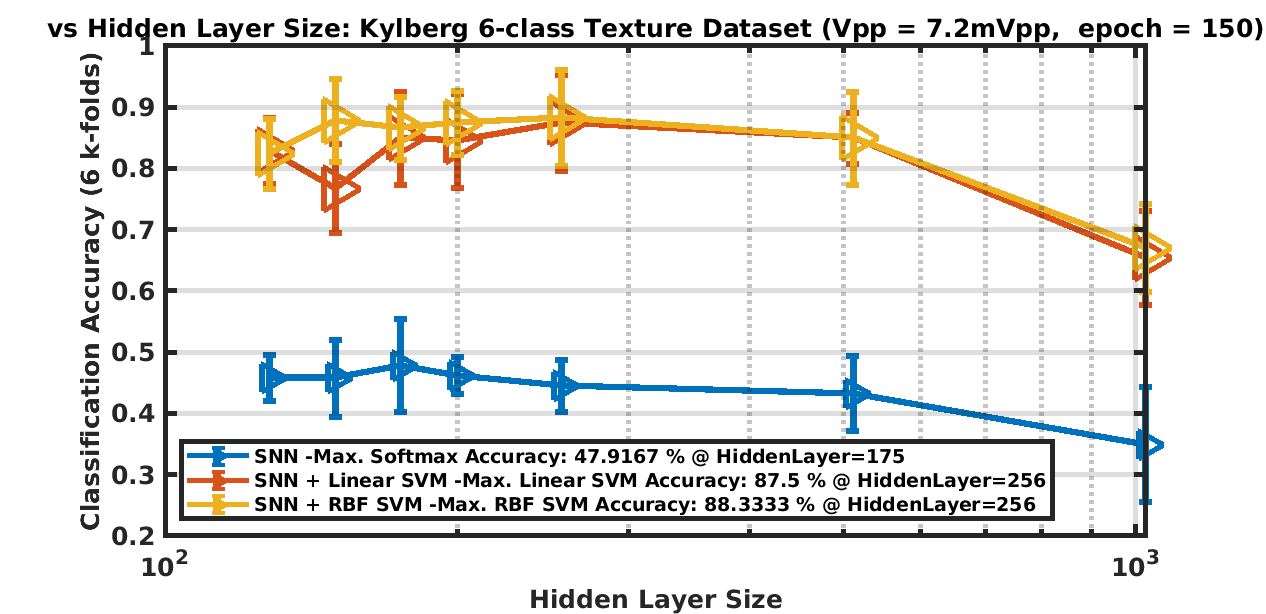 vs Hidden Layer Size: Kylberg 6-class Texture Dataset (Vpp = 7.2mVpp,  epoch = 150)
Classification Accuracy (6 k-folds)
1
0.9
0.8
0.7
0.6
0.5
0.4
0.3
0.2
SNN -Max. Softmax Accuracy: 47.9167 % @ HiddenLayer=175
SNN + Linear SVM -Max. Linear SVM Accuracy: 87.5 % @ HiddenLayer=256
SNN + RBF SVM -Max. RBF SVM Accuracy: 88.3333 % @ HiddenLayer=256
10²
10³
Hidden Layer Size